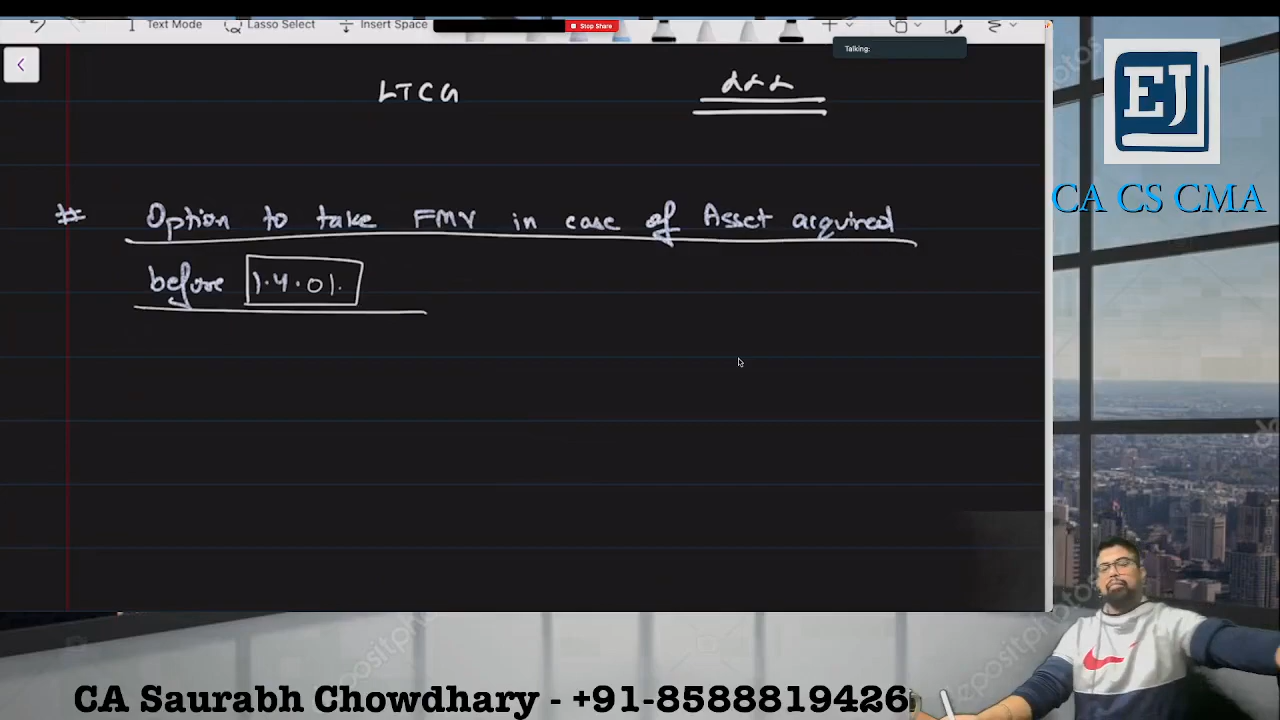 Text Mode
Lasso Select
Insert Space
Stop Share
Talking:
LTCG
xxx
# Option to take FMV in case of Asset acquired
before 1.4.01.
EJ
CA CS CMA
CA Saurabh Chowdhary - +91-8588819426